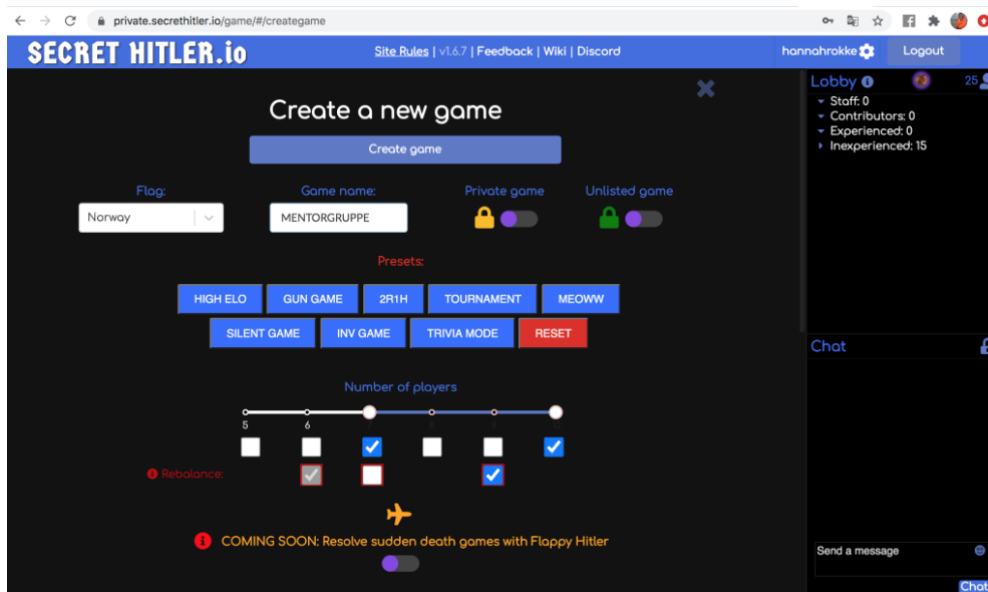 private.secrethitler.io/game/#/creategame
SECRET HITLER.io
Site Rules | v1.6.7 | Feedback | Wiki | Discord
hannahrokke
Logout
Lobby
25
Staff: 0
Contributors: 0
Experienced: 0
Inexperienced: 15
Create a new game
Create game
Flag:
Game name:
Private game
Unlisted game
Norway
MENTORGRUPPE
Presets:
HIGH ELO
GUN GAME
2R1H
TOURNAMENT
MEOWW
SILENT GAME
INV GAME
TRIVIA MODE
RESET
Chat
Number of players
5
6
Rebalance:
COMING SOON: Resolve sudden death games with Flappy Hitler
Send a message
Chat